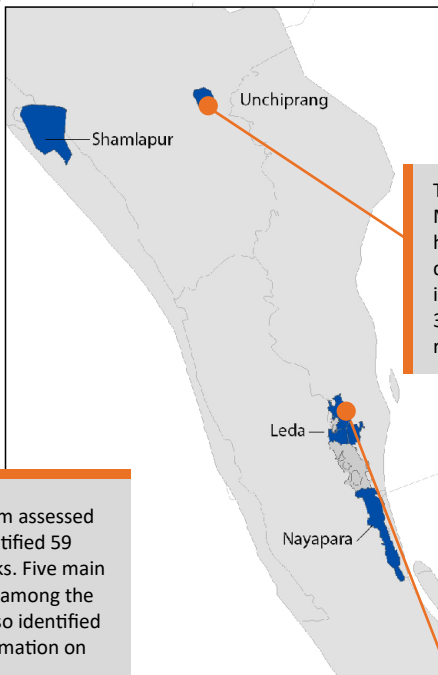 Unchiprang
Shamlapur
Leda
Nayapara
m assessed
tified 59
ks. Five main
among the
so identified
mation on